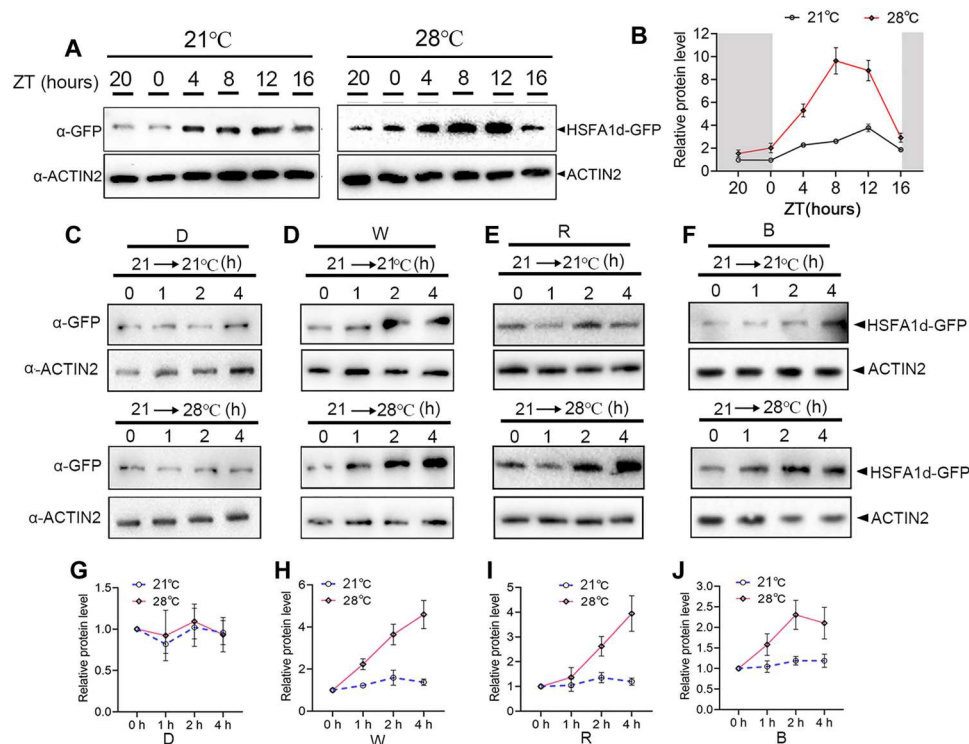 A
21℃
28℃
ZT (hours)
20 0 4 8 12 16
20 0 4 8 12 16
α-GFP
HSFA1d-GFP
α-ACTIN2
ACTIN2
B
21℃ 28℃
Relative protein level
12
10
8
6
4
2
0
20 0 4 8 12 16
ZT(hours)
C
D
21→21℃(h)
0 1 2 4
α-GFP
α-ACTIN2
21→28℃(h)
0 1 2 4
α-GFP
α-ACTIN2
D
W
21→21℃(h)
0 1 2 4
21→28℃(h)
0 1 2 4
E
R
21→21℃(h)
0 1 2 4
21→28℃(h)
0 1 2 4
F
B
21→21℃(h)
0 1 2 4
HSFA1d-GFP
ACTIN2
21→28℃(h)
0 1 2 4
HSFA1d-GFP
ACTIN2
G
21℃
28℃
Relative protein level
1.5
1.0
0.5
0.0
0 h 1 h 2 h 4 h
D
H
21℃
28℃
Relative protein level
6
4
2
0
0 h 1 h 2 h 4 h
W
I
21℃
28℃
Relative protein level
5
4
3
2
1
0
0 h 1 h 2 h 4 h
R
J
21℃
28℃
Relative protein level
3.0
2.5
2.0
1.5
1.0
0.5
0
0 h 1 h 2 h 4 h
B